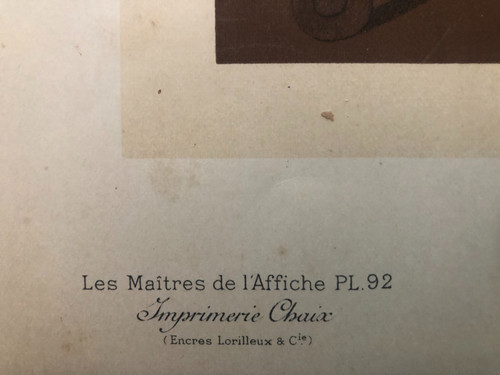 Les Maîtres de l'Affiche PL.92
Imprimerie Chaix
(Encres Lorilleux & Cie)